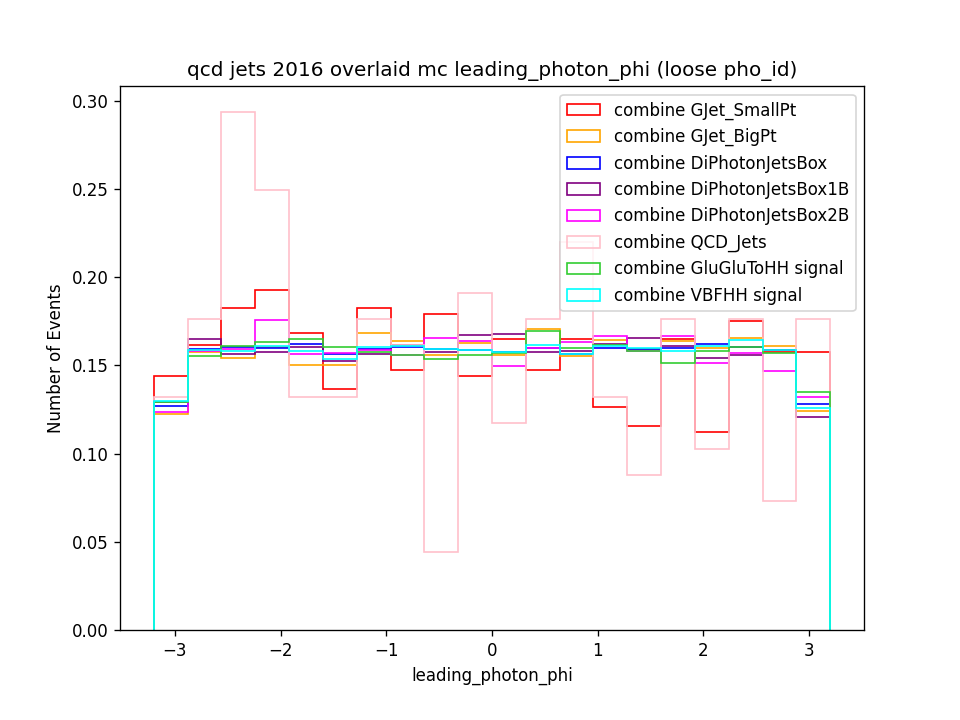 qcd jets 2016 overlaid mc leading_photon_phi (loose pho_id)
combine GJet_SmallPt
combine GJet_BigPt
combine DiPhotonJetsBox
combine DiPhotonJetsBox1B
combine DiPhotonJetsBox2B
combine QCD_Jets
combine GluGluToHH signal
combine VBFHH signal
Number of Events
0.30
0.25
0.20
0.15
0.10
0.05
0.00
−3 −2 −1 0 1 2 3
leading_photon_phi